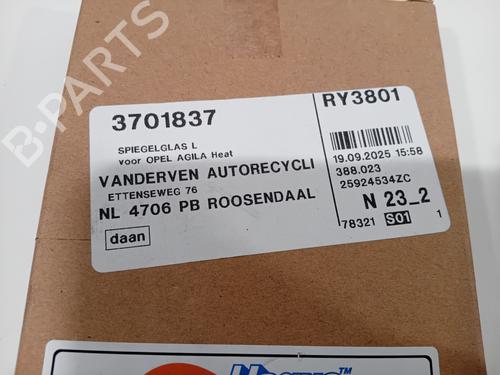 3701837
SPIEGELGLAS L
voor OPEL AGILA Heat
VANDERVEN AUTORECYCLI
ETTENSEWEG 76
NL 4706 PB ROOSENDAAL
daan
RY3801
19.09.2025 15:58
388.023
25924534ZC
N 23_2
78321 S01 1
B-PARTS
TM